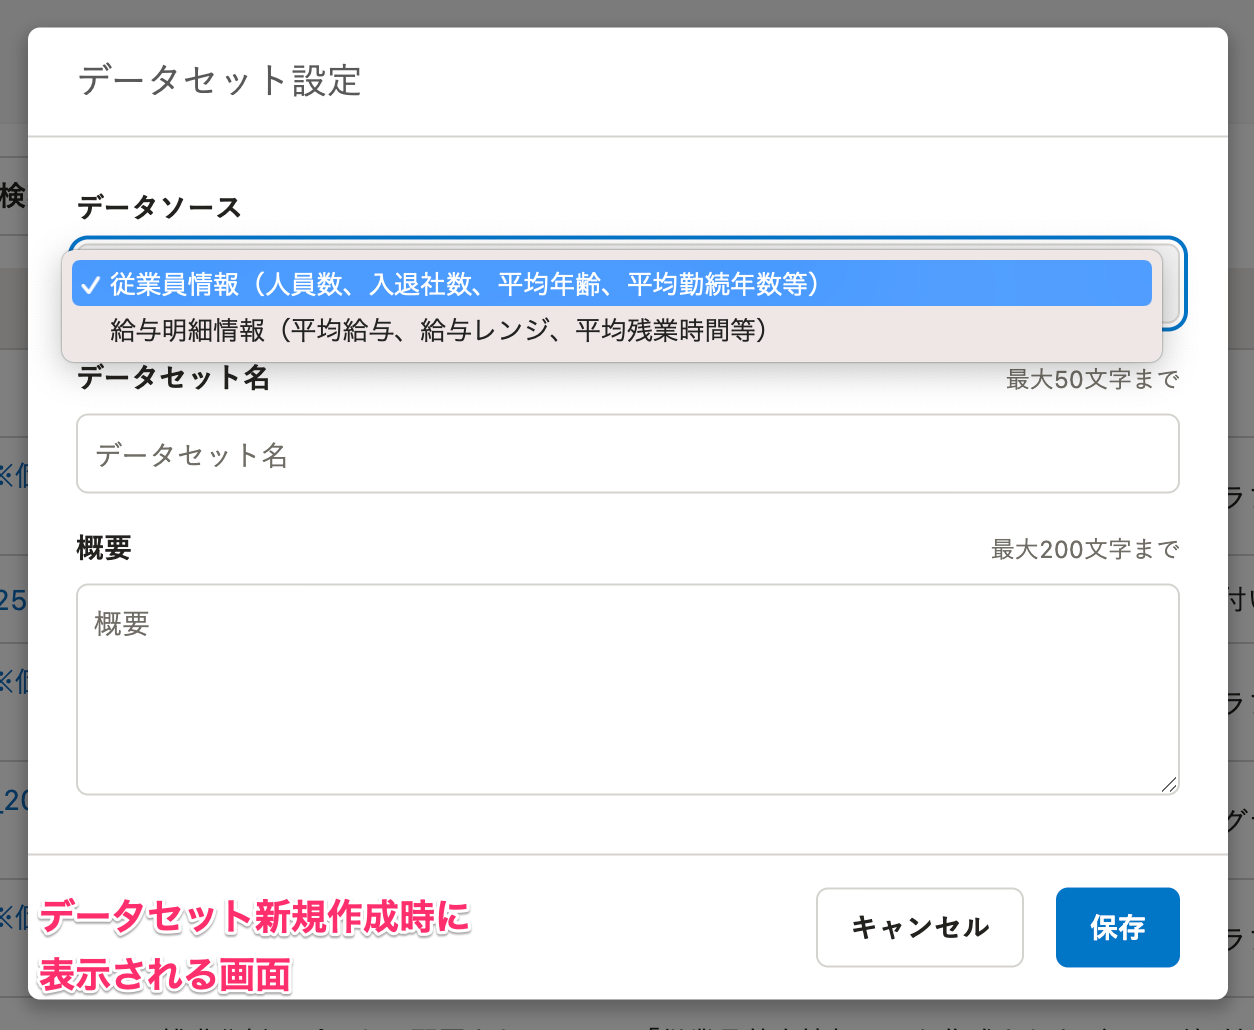 データセット設定
検
データソース
✓ 従業員情報（人員数、入退社数、平均年齢、平均勤続年数等）
給与明細情報（平均給与、給与レンジ、平均残業時間等）
データセット名
最大50文字まで
データセット名
概要
最大200文字まで
概要
データセット新規作成時に
表示される画面
キャンセル
保存